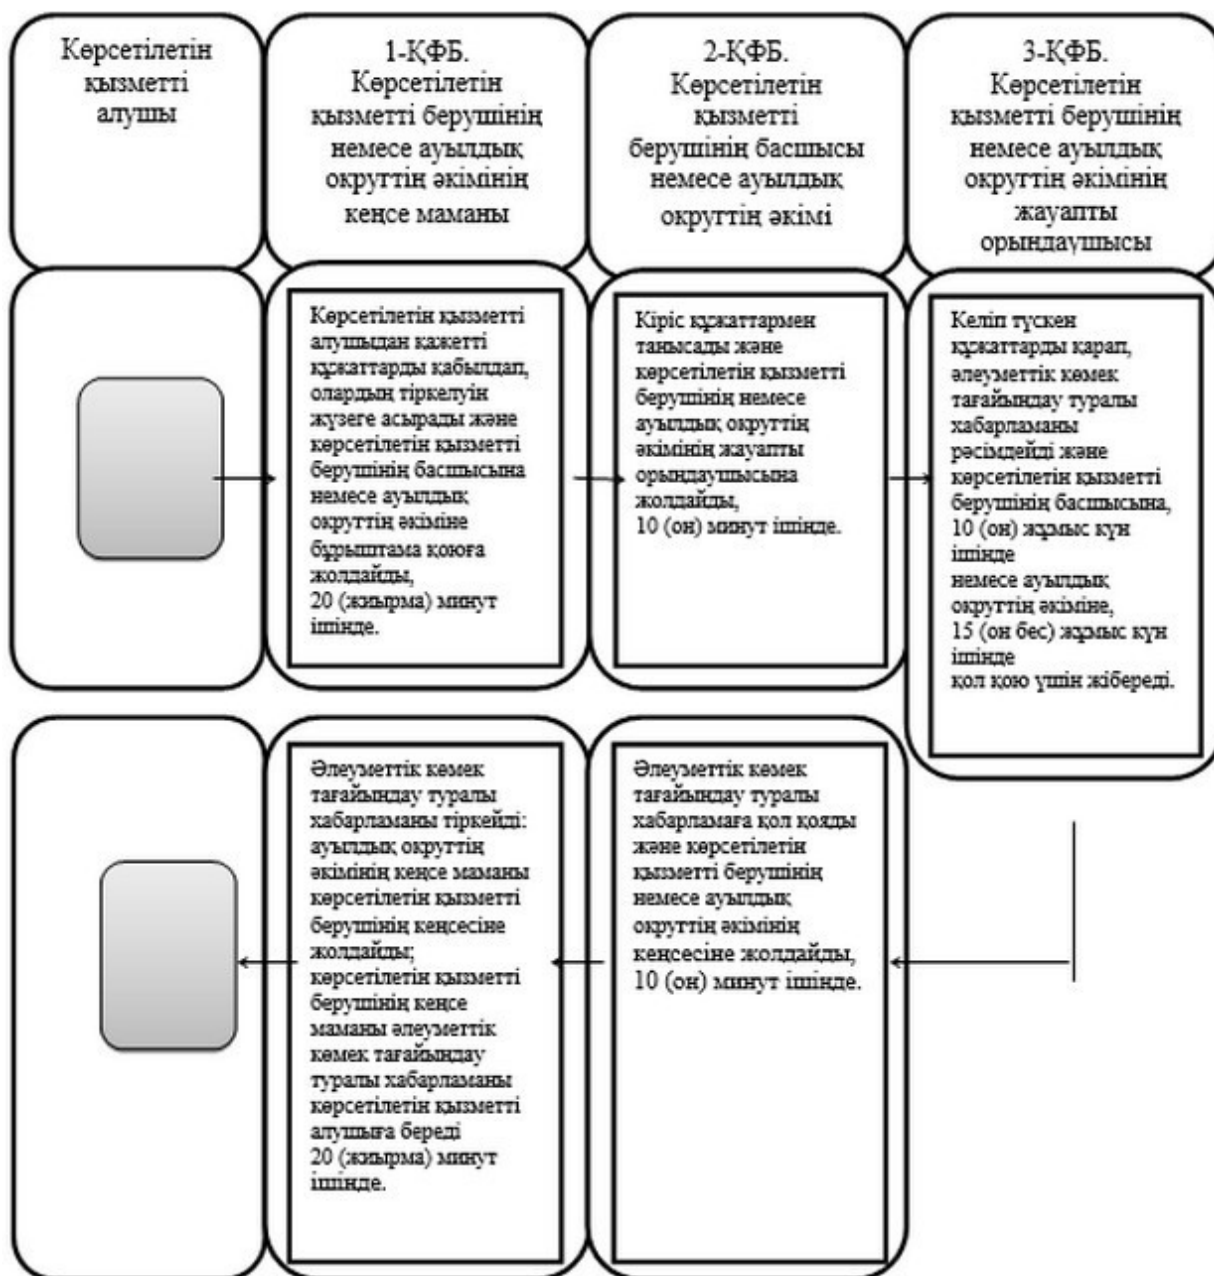 Көрсетілетін
қызметті
алушы
1-ҚФБ.
Көрсетілетін
қызметті берушінің
немесе ауылдық
округтің әкімінің
кеңсе маманы
2-ҚФБ.
Көрсетілетін
қызметті
берушінің басшысы
немесе ауылдық
округтің әкімі
3-ҚФБ.
Көрсетілетін
қызметті берушінің
немесе ауылдық
округтің әкімінің
жауапты
орындаушысы
Көрсетілетін қызметті
алушыдан қажетті
құжаттарды қабылдап,
олардың тіркелуін
жүзеге асырады және
көрсетілетін қызметті
берушінің басшысына
немесе ауылдық
округтің әкіміне
бұрыштама қоюға
жолдайды,
20 (жиырма) минут
ішінде.
Кіріс құжаттармен
танысады және
көрсетілетін қызметті
берушінің немесе
ауылдық округтің
әкімінің жауапты
орындаушысына
жолдайды,
10 (он) минут ішінде.
Келіп түскен
құжаттарды қарап,
әлеуметтік көмек
тағайындау туралы
хабарламаны
рәсімдейді және
көрсетілетін қызметті
берушінің басшысына,
10 (он) жұмыс күн
ішінде
немесе ауылдық
округтің әкіміне,
15 (он бес) жұмыс күн
ішінде
қол қою үшін жібереді.
Әлеуметтік көмек
тағайындау туралы
хабарламаны тіркейді:
ауылдық округтің
әкімінің кеңсе маманы
көрсетілетін қызметті
берушінің кеңсесіне
жолдайды;
көрсетілетін қызметті
берушінің кеңсе
маманы әлеуметтік
көмек тағайындау
туралы хабарламаны
көрсетілетін қызметті
алушыға береді
20 (жиырма) минут
ішінде.
Әлеуметтік көмек
тағайындау туралы
хабарламаға қол қояды
және көрсетілетін
қызметті берушінің
немесе ауылдық
округтің әкімінің
кеңсесіне жолдайды,
10 (он) минут ішінде.